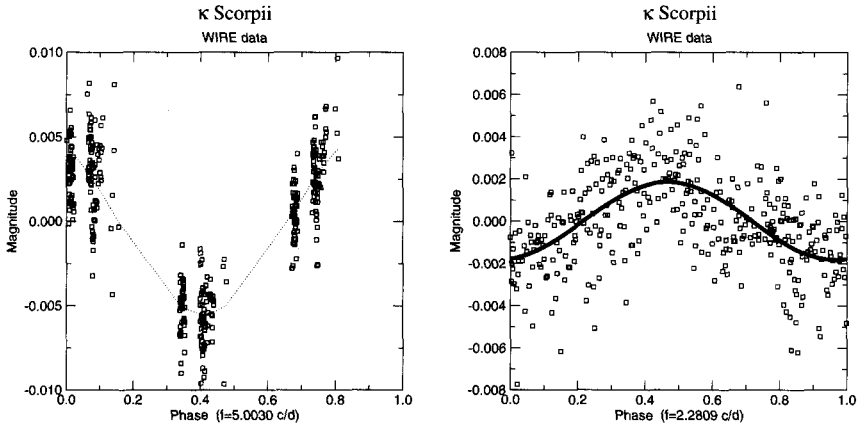 κ Scorpii
WIRE data
0.010
0.005
0.000
-0.005
-0.010
Magnitude
0.0 0.2 0.4 0.6 0.8 1.0
Phase (f=5.0030 c/d)
κ Scorpii
WIRE data
0.008
0.006
0.004
0.002
0.000
-0.002
-0.004
-0.006
-0.008
Magnitude
0.0 0.2 0.4 0.6 0.8 1.0
Phase (f=2.2809 c/d)